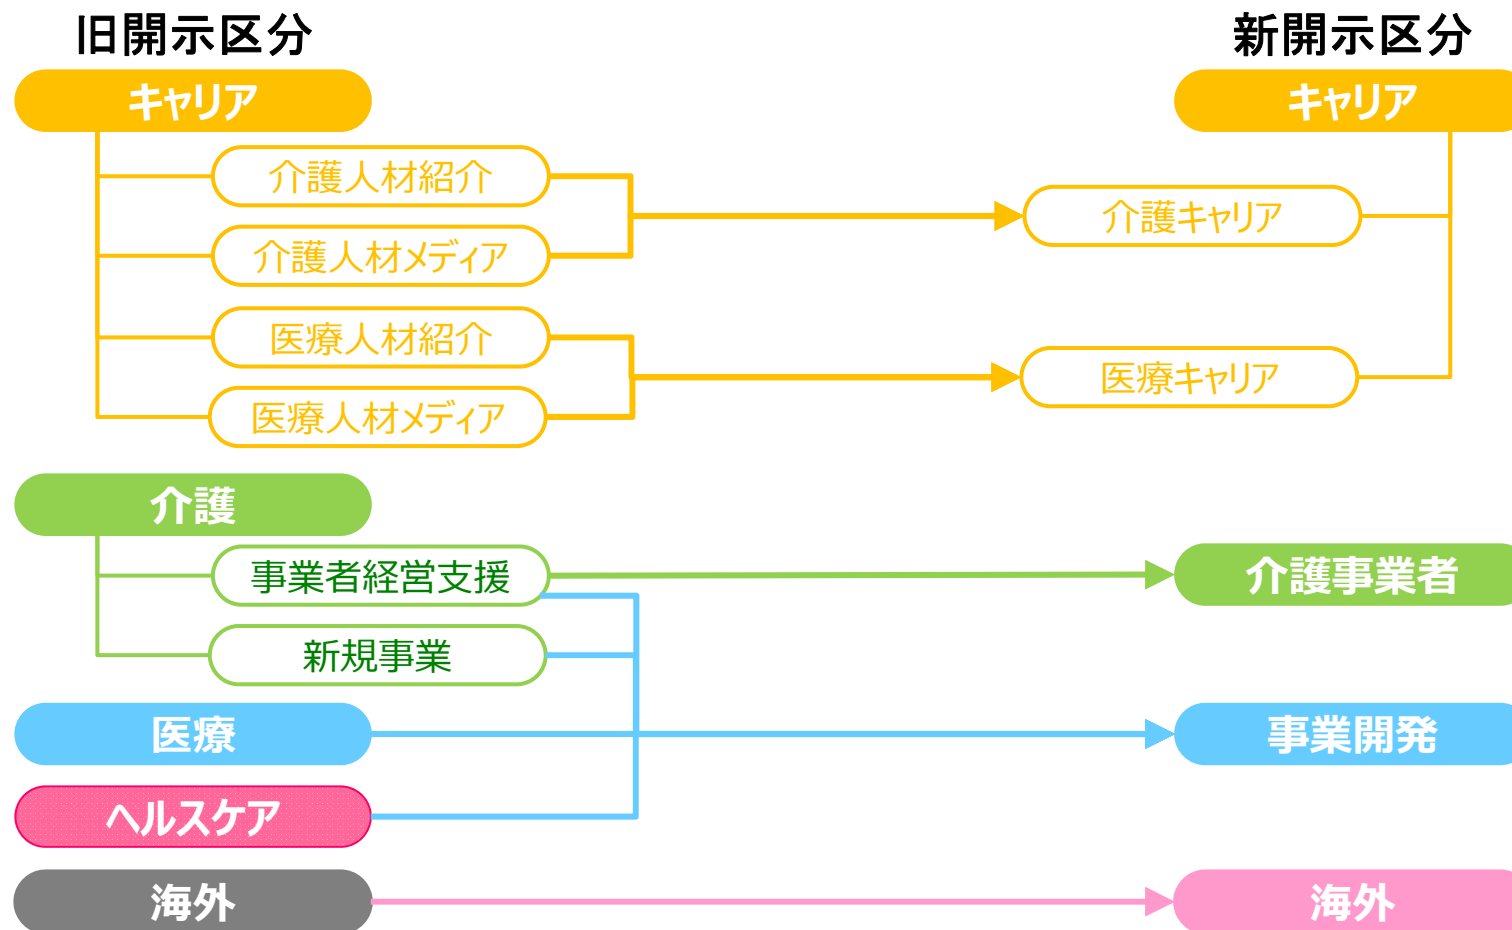 旧開示区分
新開示区分
キャリア
キャリア
介護人材紹介
介護人材メディア
介護キャリア
医療人材紹介
医療人材メディア
医療キャリア
介護
事業者経営支援
介護事業者
新規事業
医療
事業開発
ヘルスケア
海外
海外